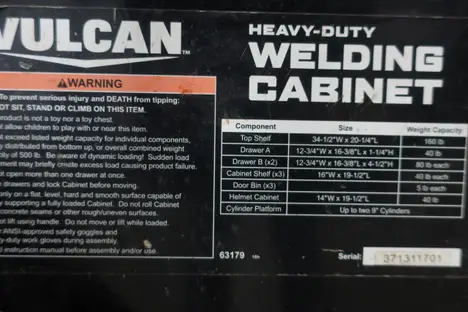 VULCAN™
HEAVY-DUTY
WELDING
CABINET
⚠WARNING
To prevent serious injury and DEATH from tipping:
NOT SIT, STAND OR CLIMB ON THIS ITEM.
product is not a toy nor a toy chest.
not allow children to play with or near this item.
ot exceed listed weight capacity for individual components,
y distributed from bottom up, or overall combined weight
ity of 500 lb. Be aware of dynamic loading! Sudden load
ent may briefly create excess load causing product failure.
ot open more than one drawer at once.
drawers and lock Cabinet before moving.
only on a flat, level, hard and smooth surface capable of
y supporting a fully loaded Cabinet. Do not roll Cabinet
concrete seams or other rough/uneven surfaces.
lift using handle. Do not move or lift while loaded.
ANSI-approved safety goggles and
y-duty work gloves during assembly.
instruction manual before assembly and/or use.
Component Size Weight Capacity
Top Shelf 34-1/2"W x 20-1/4"L 160 lb
Drawer A 12-3/4"W x 16-3/8"L x 1-1/4"H 40 lb
Drawer B (x2) 12-3/4"W x 16-3/8"L x 4-1/2"H 80 lb each
Cabinet Shelf (x3) 16"W x 19-1/2"L 40 lb each
Door Bin (x3) 5 lb each
Helmet Cabinet 14"W x 19-1/2"L 40 lb
Cylinder Platform Up to two 9" Cylinders
63179
Serial: 371311701